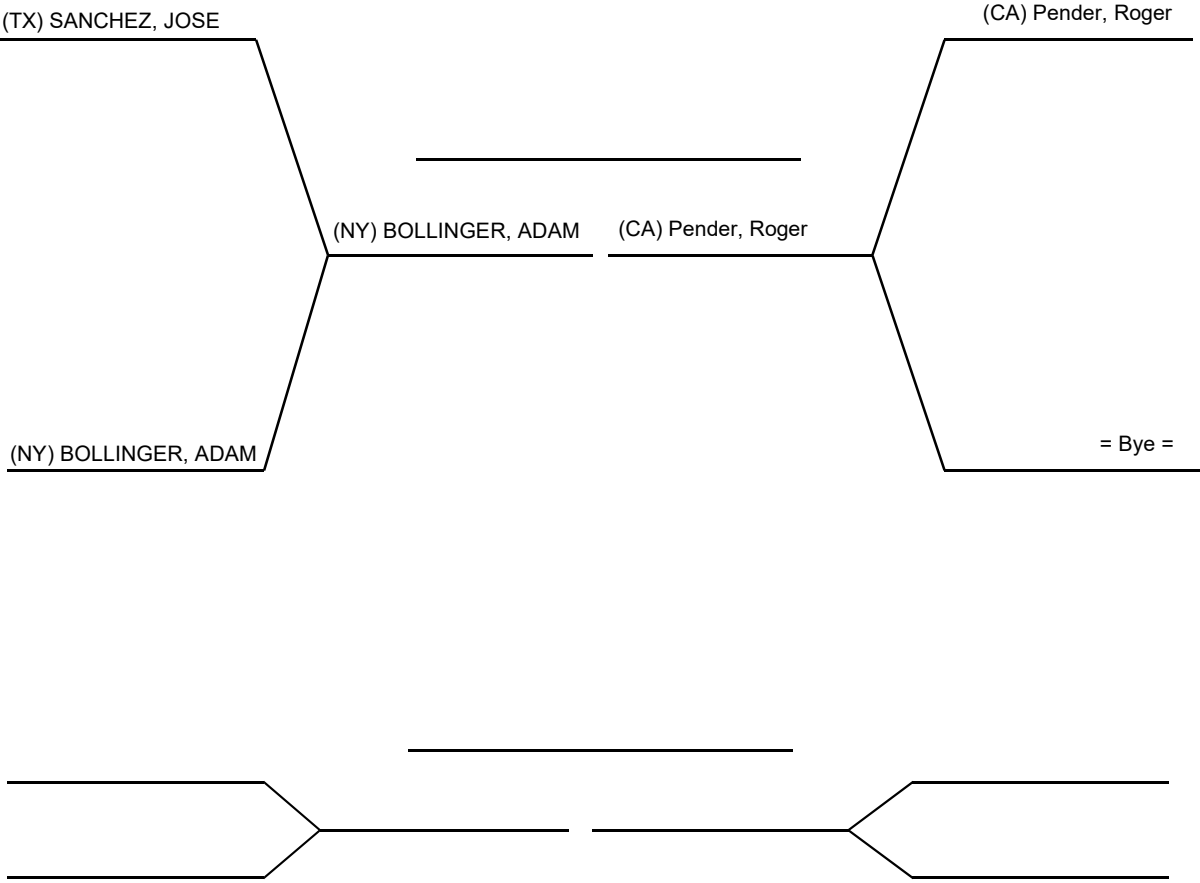 (TX) SANCHEZ, JOSE
(CA) Pender, Roger
(NY) BOLLINGER, ADAM
(CA) Pender, Roger
(NY) BOLLINGER, ADAM
= Bye =